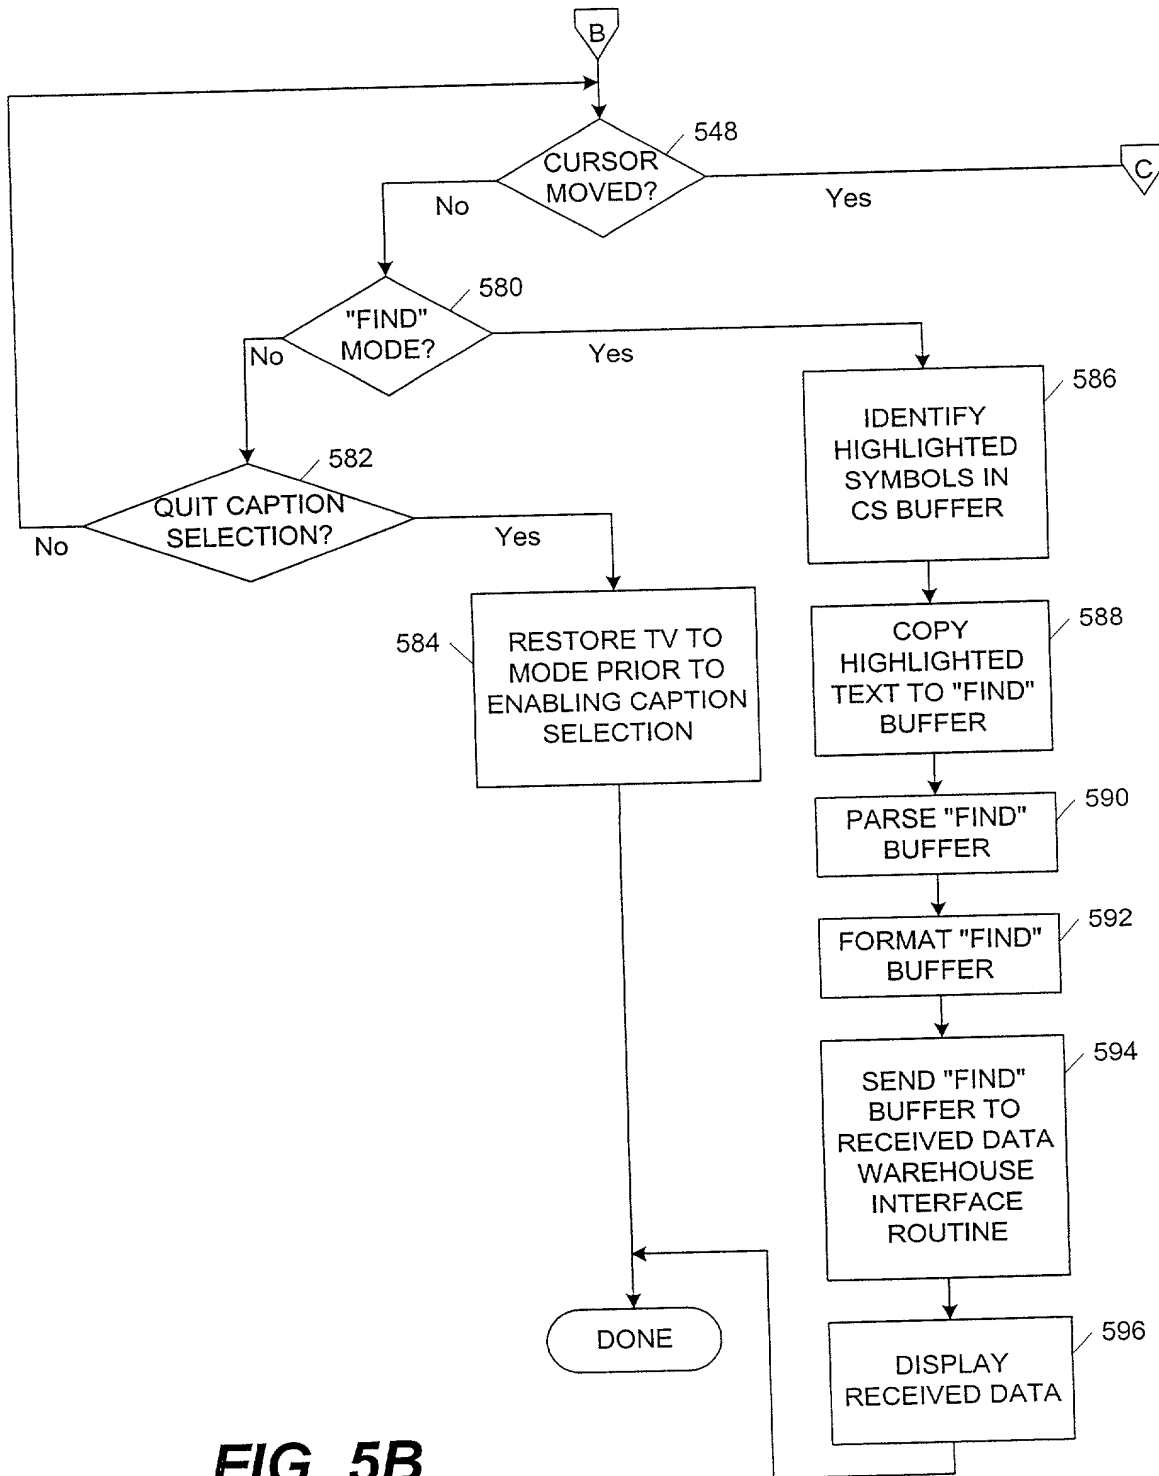 B
548
CURSOR
MOVED?
No
Yes
C
580
"FIND"
MODE?
No
Yes
586
IDENTIFY
HIGHLIGHTED
SYMBOLS IN
CS BUFFER
582
QUIT CAPTION
SELECTION?
No
Yes
584
RESTORE TV TO
MODE PRIOR TO
ENABLING CAPTION
SELECTION
588
COPY
HIGHLIGHTED
TEXT TO "FIND"
BUFFER
590
PARSE "FIND"
BUFFER
592
FORMAT "FIND"
BUFFER
594
SEND "FIND"
BUFFER TO
RECEIVED DATA
WAREHOUSE
INTERFACE
ROUTINE
596
DISPLAY
RECEIVED DATA
DONE
FIG. 5B